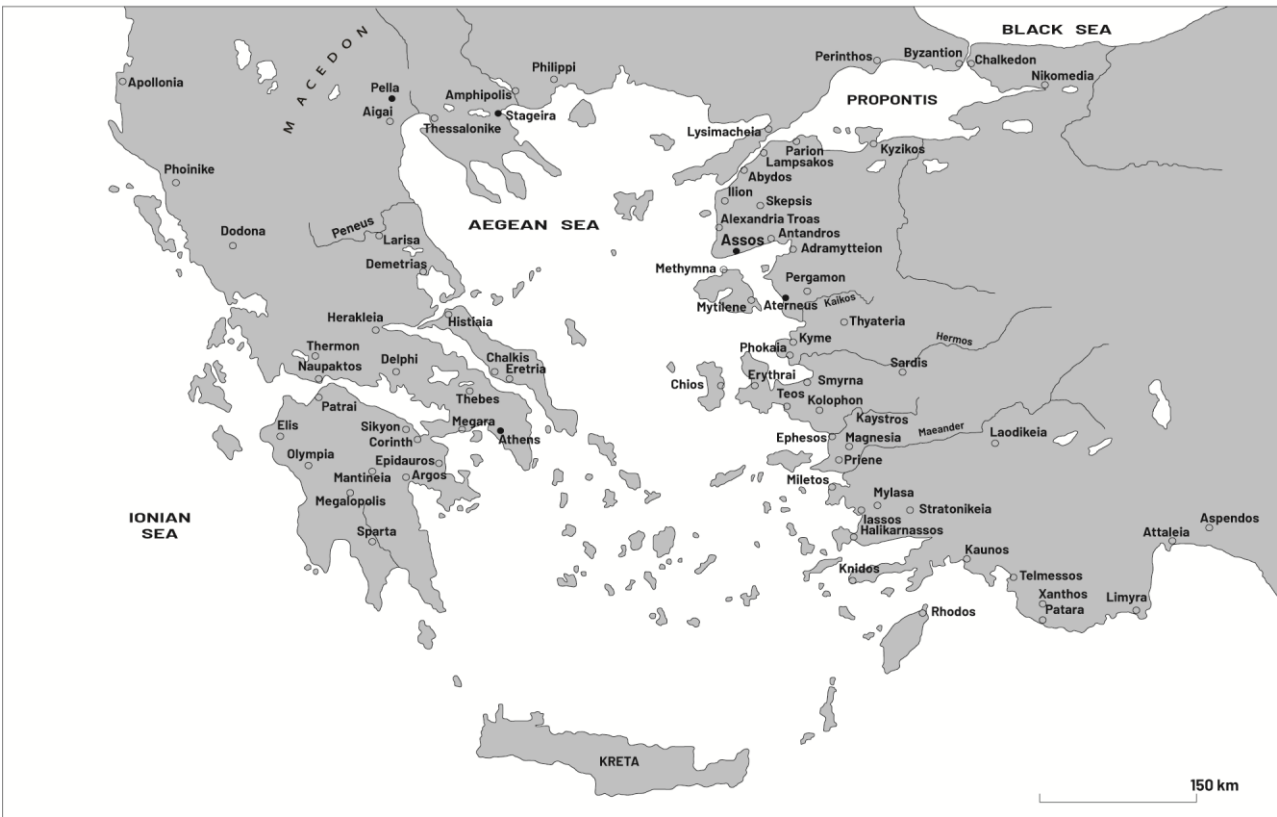 BLACK SEA
MACEDON
Perinthos
Byzantion
Chalkedon
Nikomedia
PROPONTIS
Apollonia
Philippi
Pella
Amphipolis
Aigai
Stageira
Thessalonike
Lysimacheia
Parion
Kyzikos
Lampsakos
Abydos
Phoinike
Ilion
Skepsis
AEGEAN SEA
Peneus
Dodona
Larisa
Alexandria Troas
Assos
Antandros
Adramytteion
Demetrias
Methymna
Pergamon
Mytilene
Aterneus
Kaikos
Herakleia
Histiaia
Thyateria
Thermon
Delphi
Chalkis
Kyme
Hermos
Naupaktos
Eretria
Phokaia
Sardis
Chios
Erythrai
Smyrna
Thebes
Teos
Kolophon
Patrai
Kaystros
Elis
Sikyon
Megara
Corinth
Athens
Ephesos
Magnesia
Maeander
Laodikeia
Olympia
Epidauros
Priene
Mantineia
Argos
Miletos
Megalopolis
Mylasa
Iassos
Stratonikeia
IONIAN
SEA
Sparta
Halikarnassos
Aspendos
Attaleia
Kaunos
Knidos
Telmessos
Xanthos
Limyra
Patara
Rhodos
KRETA
150 km